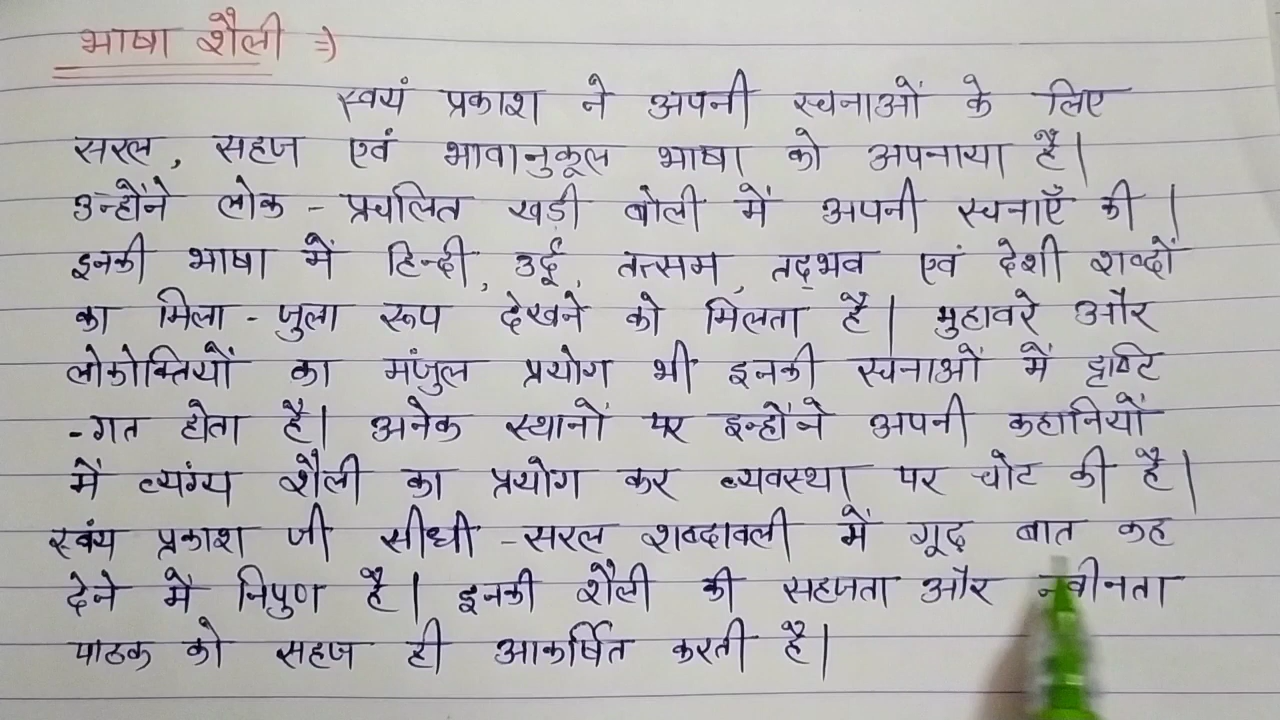 भाषा शैली ⇒
स्वयं प्रकाश ने अपनी रचनाओं के लिए
सरल, सहज एवं भावानुकूल भाषा को अपनाया है|
उन्होंने लोक - प्रचलित खड़ी बोली में अपनी रचनाएँ की |
इनकी भाषा में हिन्दी, उर्दू, तत्सम, तद्‌भव एवं देशी शब्दों
का मिला - जुला रूप देखने को मिलता है| मुहावरे और
लोकोक्तियों का मंजुल प्रयोग भी इनकी रचनाओं में दृष्टि
-गत होता है| अनेक स्थानों पर इन्होंने अपनी कहानियों
में व्यंग्य शैली का प्रयोग कर व्यवस्था पर चोट की है|
स्वंय प्रकाश जी सीधी -सरल शब्दावली में गूढ़ बात कह
देने में निपुण है| इनकी शैली की सहजता और नवीनता
पाठक को सहज ही आकर्षित करती है|